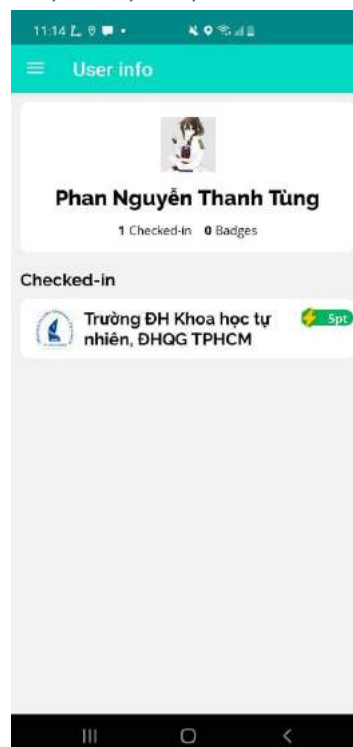 11:14
User info
Phan Nguyễn Thanh Tùng
1 Checked-in 0 Badges
Checked-in
Trường ĐH Khoa học tự
nhiên, ĐHQG TPHCM
5pt